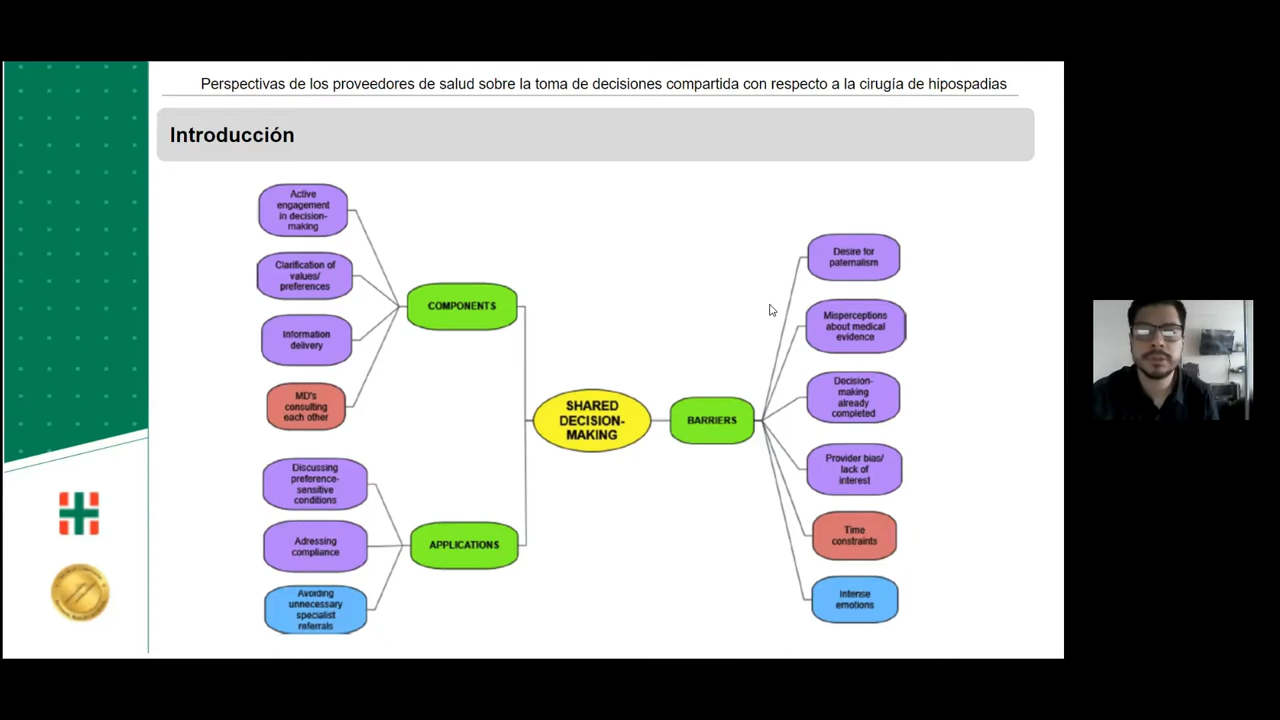 Perspectivas de los proveedores de salud sobre la toma de decisiones compartida con respecto a la cirugía de hipospadias
Introducción
Active
engagement
in decision-
making
Clarification of
values/
preferences
Information
delivery
MD's
consulting
each other
COMPONENTS
Discussing
preference-
sensitive
conditions
Adressing
compliance
Avoiding
unnecessary
specialist
referrals
APPLICATIONS
SHARED
DECISION-
MAKING
BARRIERS
Desire for
paternalism
Misperceptions
about medical
evidence
Decision-
making
already
completed
Provider bias/
lack of
interest
Time
constraints
Intense
emotions